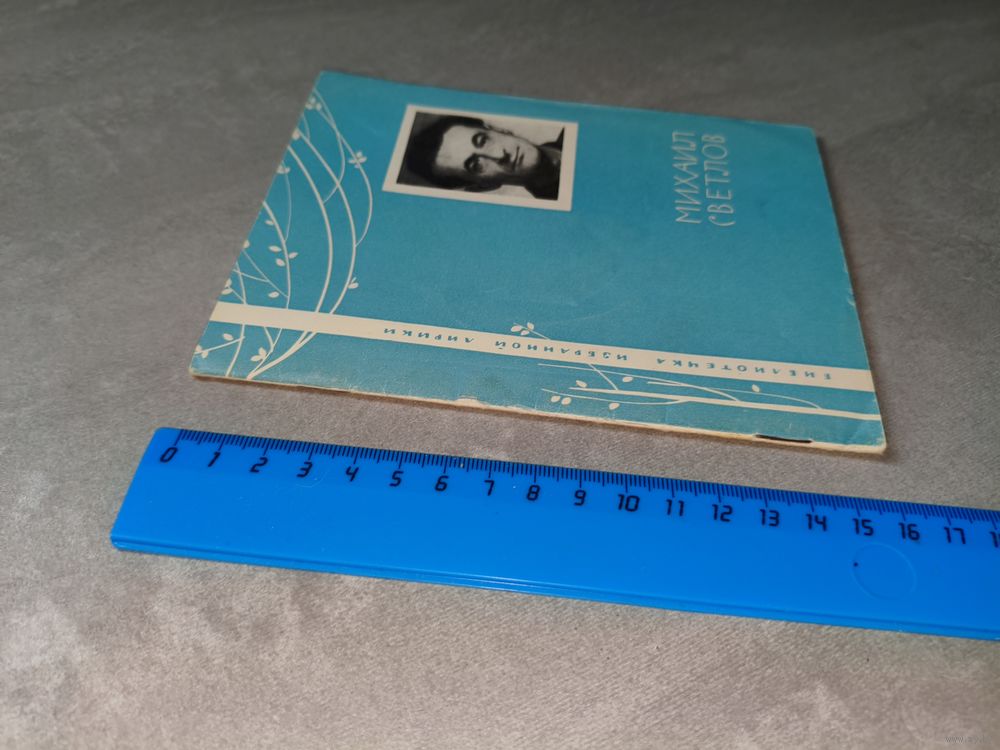 МИХАИЛ
СВЕТЛОВ
БИБЛИОТЕЧКА ИЗБРАННОЙ ЛИРИКИ
0 1 2 3 4 5 6 7 8 9 10 11 12 13 14 15 16 17